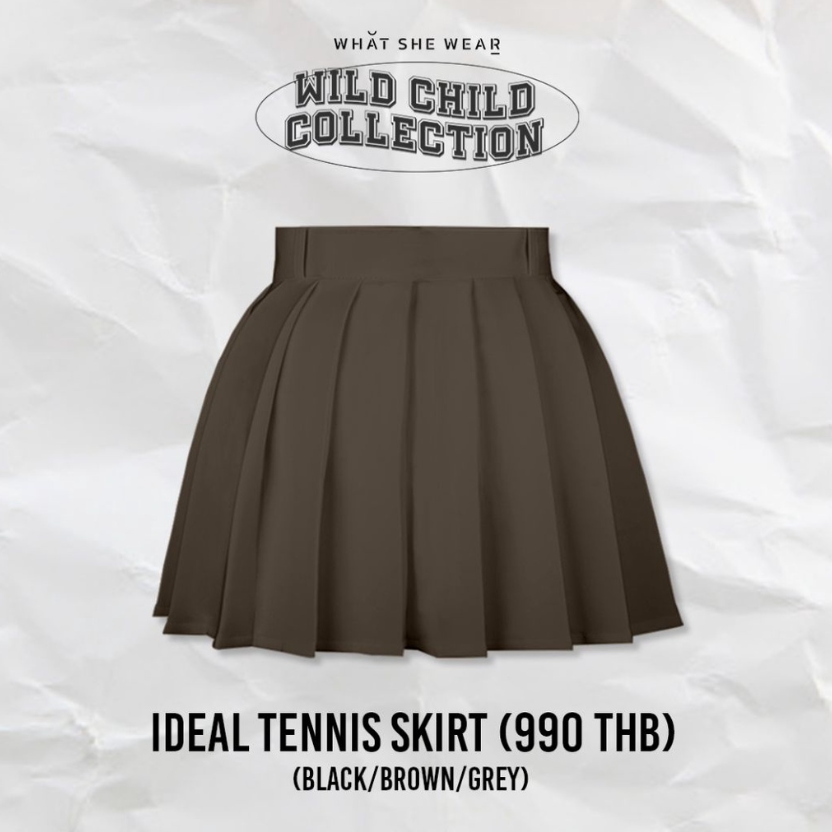 WHAT SHE WEAR
WILD CHILD
COLLECTION
IDEAL TENNIS SKIRT (990 THB)
(BLACK/BROWN/GREY)